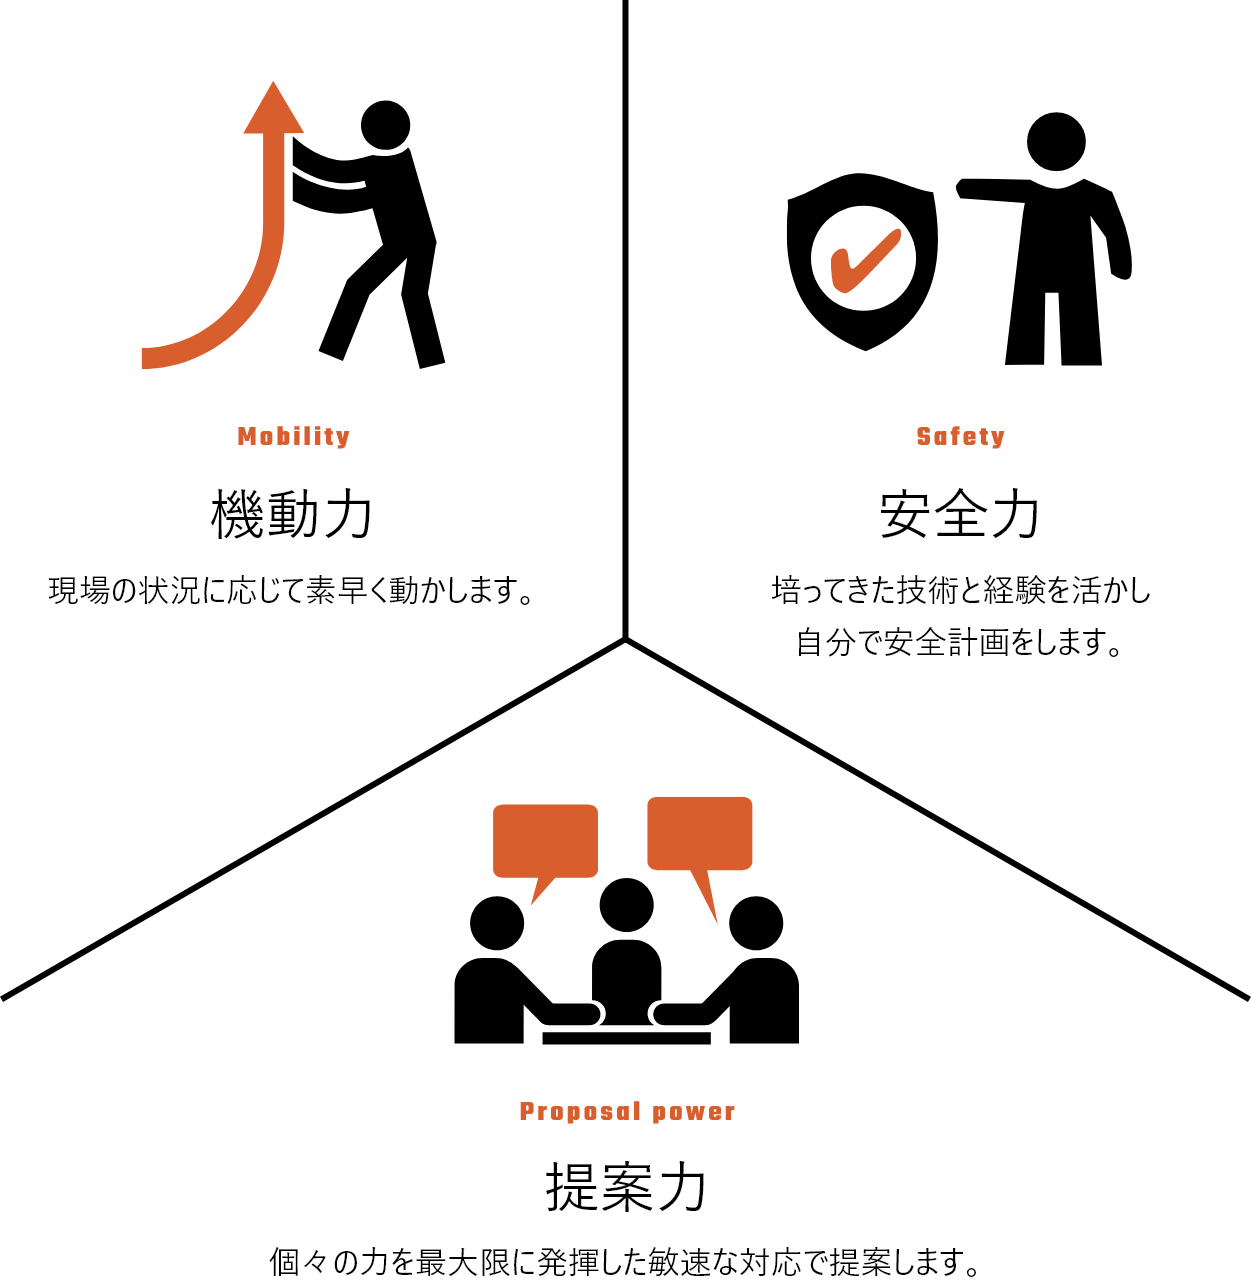 Mobility
機動力
現場の状況に応じて素早く動かします。
Safety
安全力
培ってきた技術と経験を活かし
自分で安全計画をします。
Proposal power
提案力
個々の力を最大限に発揮した敏速な対応で提案します。